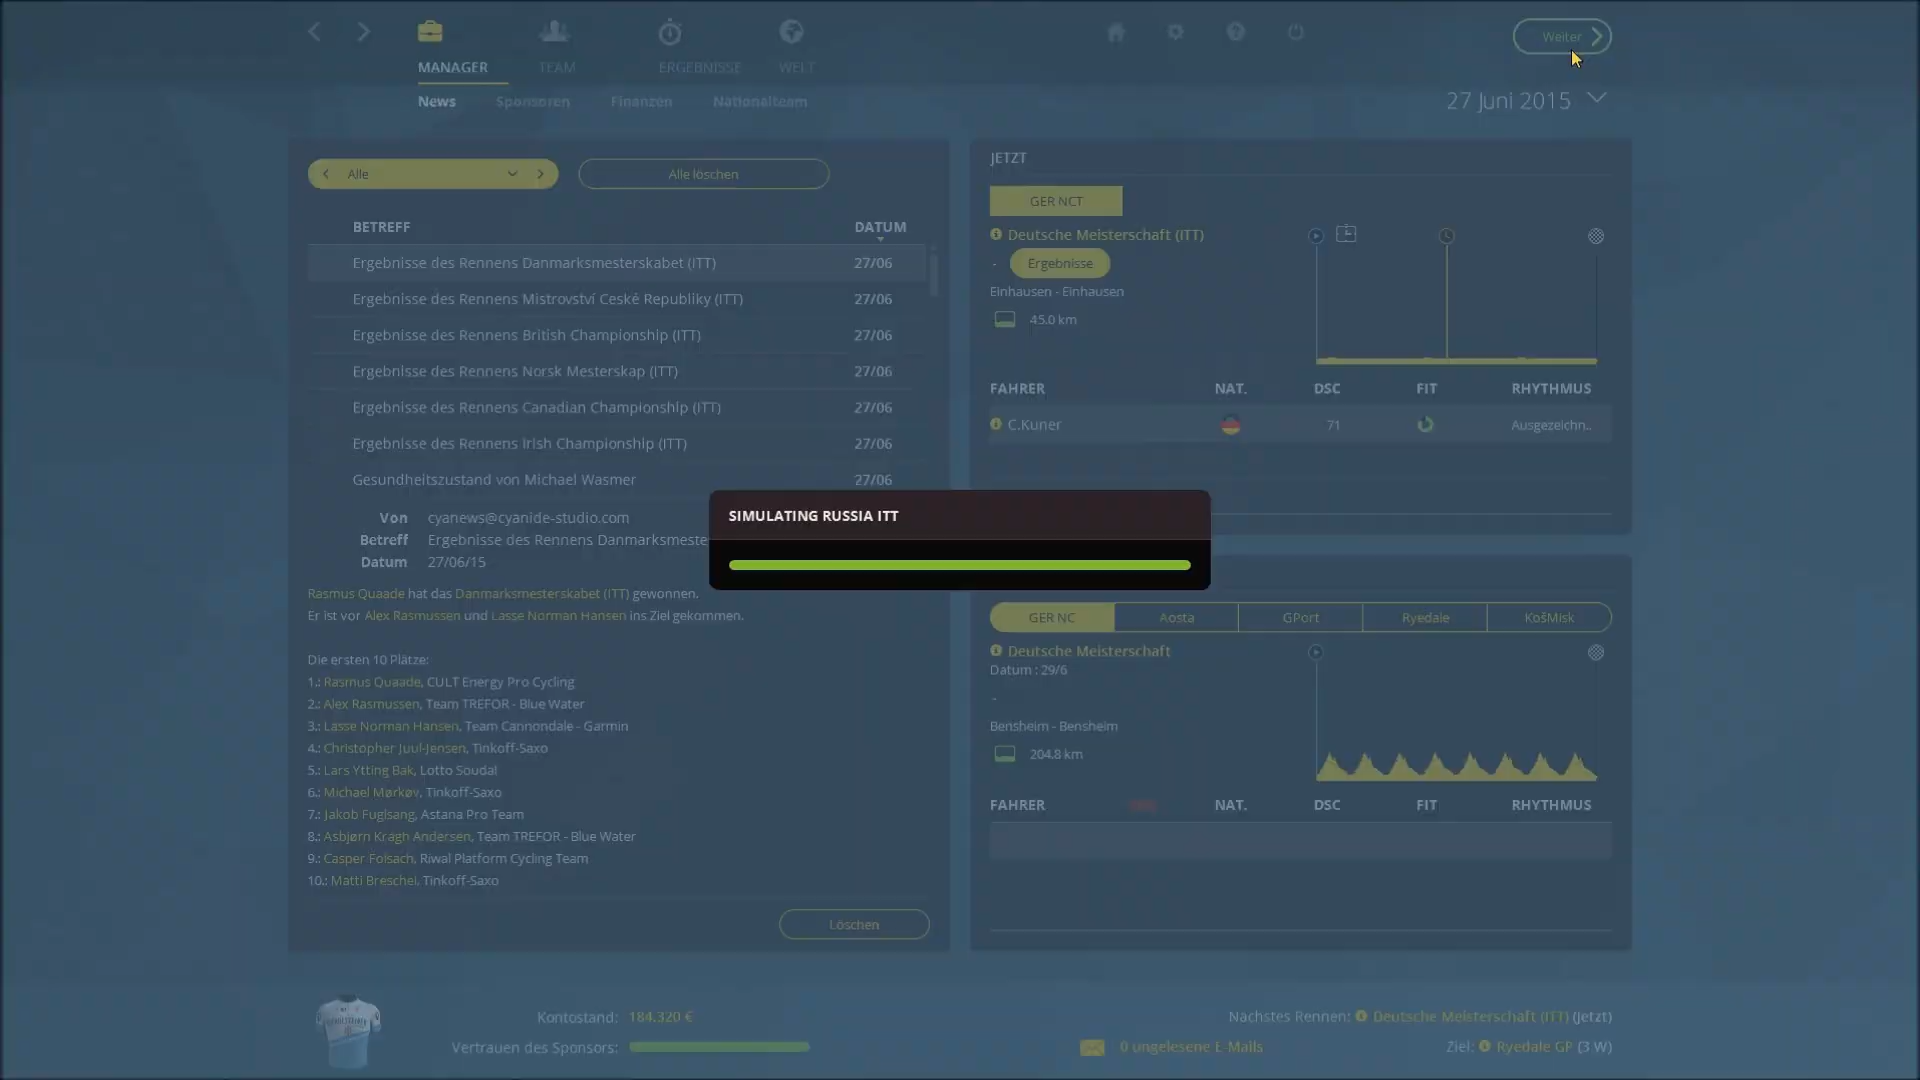 MANAGER
TEAM
ERGEBNISSE
WELT
Weiter
News
Sponsoren
Finanzen
Nationalteam
27 Juni 2015
Alle
Alle löschen
BETREFF
DATUM
Ergebnisse des Rennens Danmarksmesterskabet (ITT)
27/06
Ergebnisse des Rennens Mistrovství Ceské Republiky (ITT)
27/06
Ergebnisse des Rennens British Championship (ITT)
27/06
Ergebnisse des Rennens Norsk Mesterskap (ITT)
27/06
Ergebnisse des Rennens Canadian Championship (ITT)
27/06
Ergebnisse des Rennens Irish Championship (ITT)
27/06
Gesundheitszustand von Michael Wasmer
27/06
Von cyanews@cyanide-studio.com
Betreff Ergebnisse des Rennens Danmarksmeste
Datum 27/06/15
Rasmus Quaade hat das Danmarksmesterskabet (ITT) gewonnen.
Er ist vor Alex Rasmussen und Lasse Norman Hansen ins Ziel gekommen.
Die ersten 10 Plätze:
1.: Rasmus Quaade, CULT Energy Pro Cycling
2.: Alex Rasmussen, Team TREFOR - Blue Water
3.: Lasse Norman Hansen, Team Cannondale - Garmin
4.: Christopher Juul-Jensen, Tinkoff-Saxo
5.: Lars Ytting Bak, Lotto Soudal
6.: Michael Mørkøv, Tinkoff-Saxo
7.: Jakob Fuglsang, Astana Pro Team
8.: Asbjørn Kragh Andersen, Team TREFOR - Blue Water
9.: Casper Folsach, Riwal Platform Cycling Team
10.: Matti Breschel, Tinkoff-Saxo
Löschen
SIMULATING RUSSIA ITT
JETZT
GER NCT
Deutsche Meisterschaft (ITT)
- Ergebnisse
Einhausen - Einhausen
45.0 km
FAHRER NAT. DSC FIT RHYTHMUS
C.Kuner 71 Ausgezeichn..
GER NC
Aosta
GPort
Ryedale
KošMisk
Deutsche Meisterschaft
Datum : 29/6
-
Bensheim - Bensheim
204.8 km
FAHRER NAT. DSC FIT RHYTHMUS
Kontostand: 184.320 €
Vertrauen des Sponsors:
0 ungelesene E-Mails
Nächstes Rennen: Deutsche Meisterschaft (ITT) (Jetzt)
Ziel: Ryedale GP (3 W)